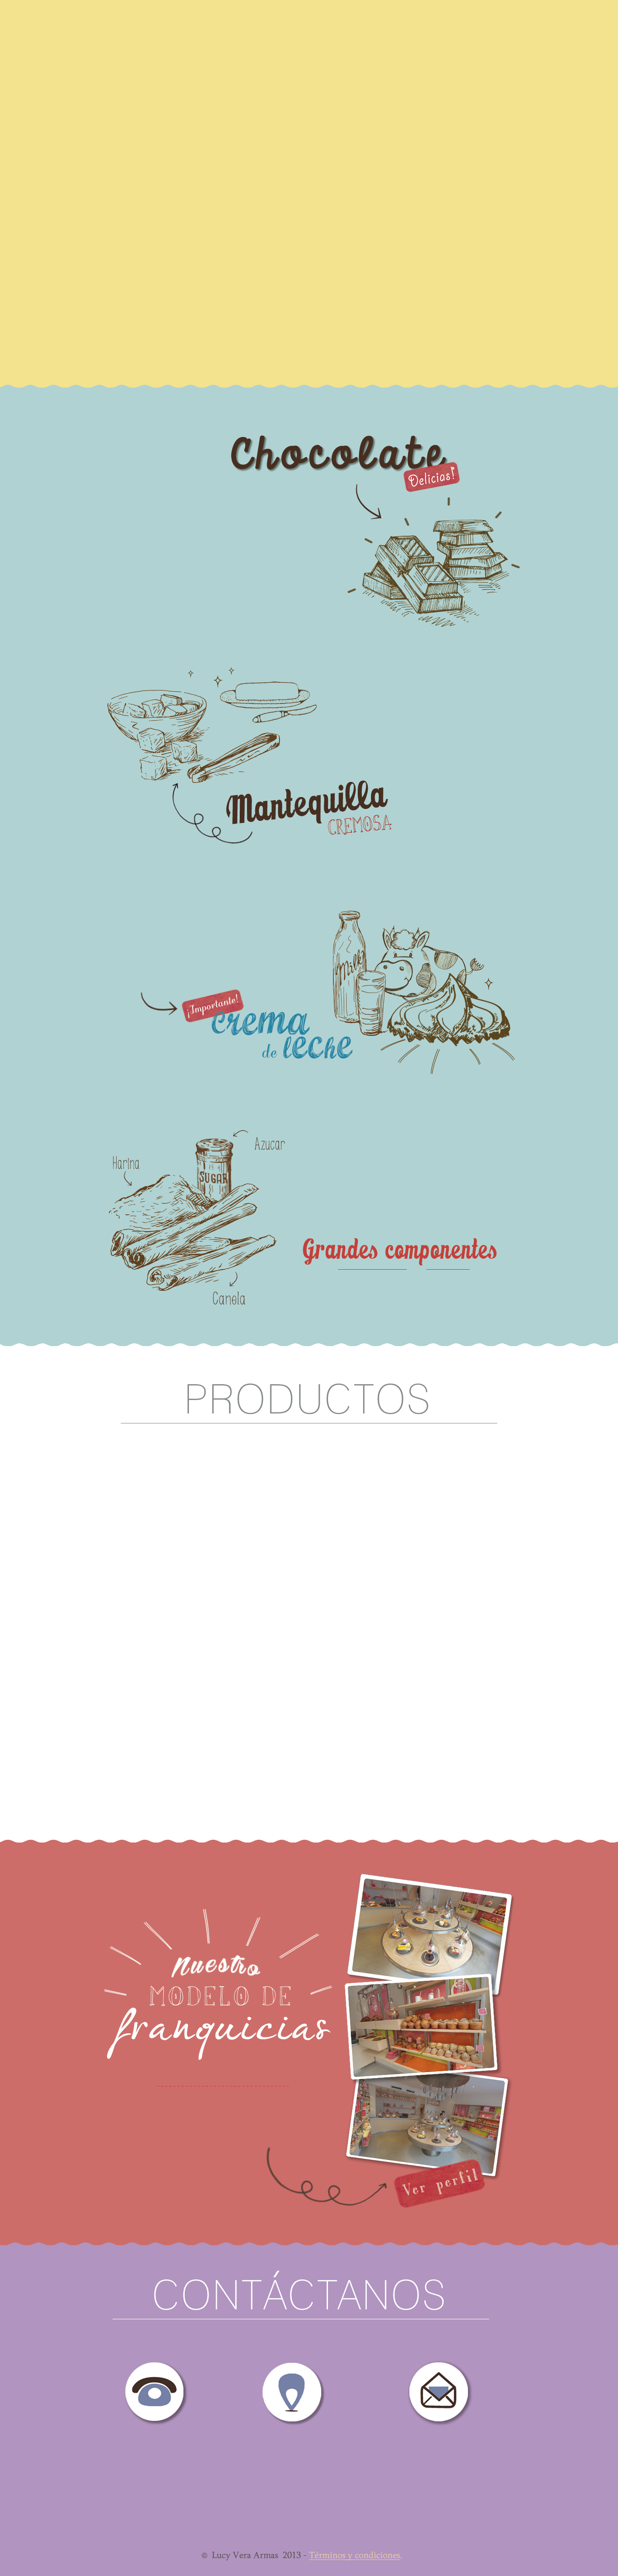 Chocolate
Delicias!
Mantequilla
CREMOSA
Milk
¡Importante!
crema
de leche
Azucar
Harina
SUGAR
Canela
Grandes componentes
PRODUCTOS
Nuestro
MODELO DE
franquicias
Ver perfil
CONTÁCTANOS
© Lucy Vera Armas 2013 - Términos y condiciones.